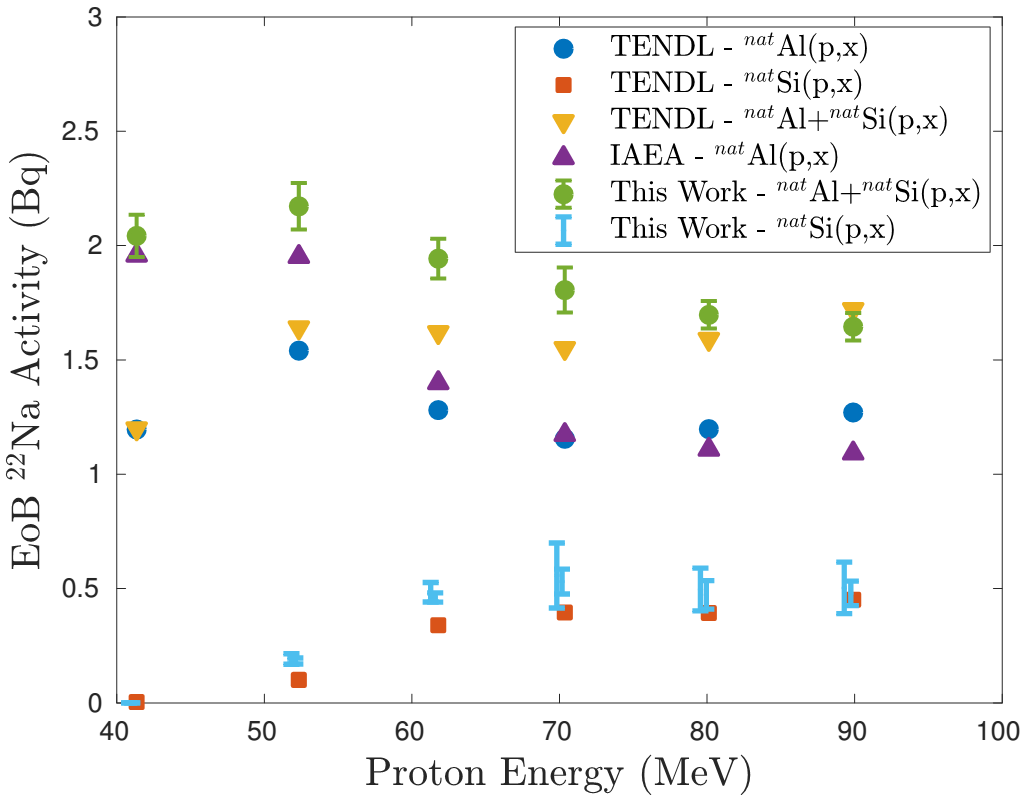 3
2.5
2
1.5
1
0.5
0
EoB ²²Na Activity (Bq)
TENDL - ⁿᵃᵗAl(p,x)
TENDL - ⁿᵃᵗSi(p,x)
TENDL - ⁿᵃᵗAl+ⁿᵃᵗSi(p,x)
IAEA - ⁿᵃᵗAl(p,x)
This Work - ⁿᵃᵗAl+ⁿᵃᵗSi(p,x)
This Work - ⁿᵃᵗSi(p,x)
40 50 60 70 80 90 100
Proton Energy (MeV)